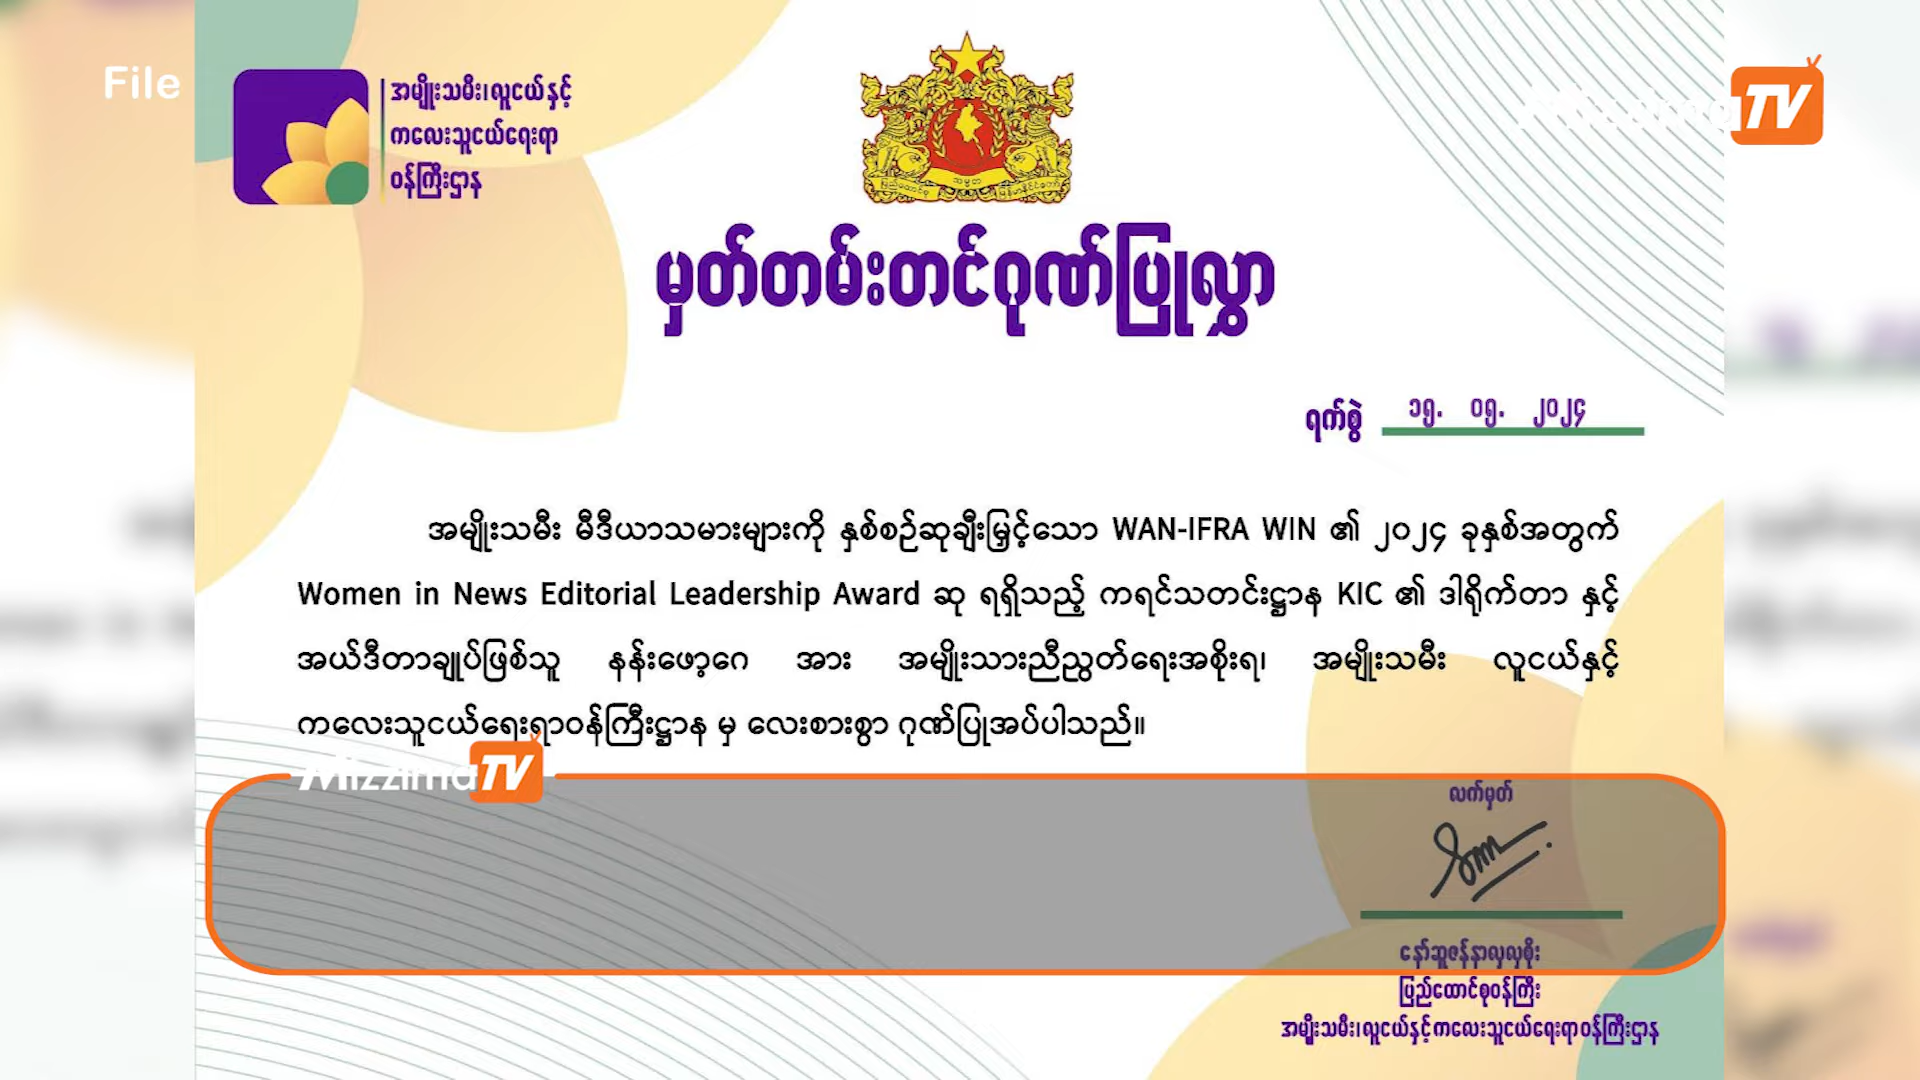 File
အမျိုးသမီး၊လူငယ်နှင့်
ကလေးသူငယ်ရေးရာ
ဝန်ကြီးဌာန
TV
မှတ်တမ်းတင်ဂုဏ်ပြုလွှာ
ရက်စွဲ ၁၅. ၀၅. ၂၀၂၄
အမျိုးသမီး မီဒီယာသမားများကို နှစ်စဉ်ဆုချီးမြှင့်သော WAN-IFRA WIN ၏ ၂၀၂၄ ခုနှစ်အတွက်
Women in News Editorial Leadership Award ဆု ရရှိသည့် ကရင်သတင်းဋ္ဌာန KIC ၏ ဒါရိုက်တာ နှင့်
အယ်ဒီတာချုပ်ဖြစ်သူ နန်းဖော့ဂေ အား အမျိုးသားညီညွတ်ရေးအစိုးရ၊ အမျိုးသမီး လူငယ်နှင့်
ကလေးသူငယ်ရေးရာဝန်ကြီးဋ္ဌာန မှ လေးစားစွာ ဂုဏ်ပြုအပ်ပါသည်။
Mizzima TV
လက်မှတ်
နော်ဆူဇန်နာလှလှစိုး
ပြည်ထောင်စုဝန်ကြီး
အမျိုးသမီး၊လူငယ်နှင့်ကလေးသူငယ်ရေးရာဝန်ကြီးဌာန